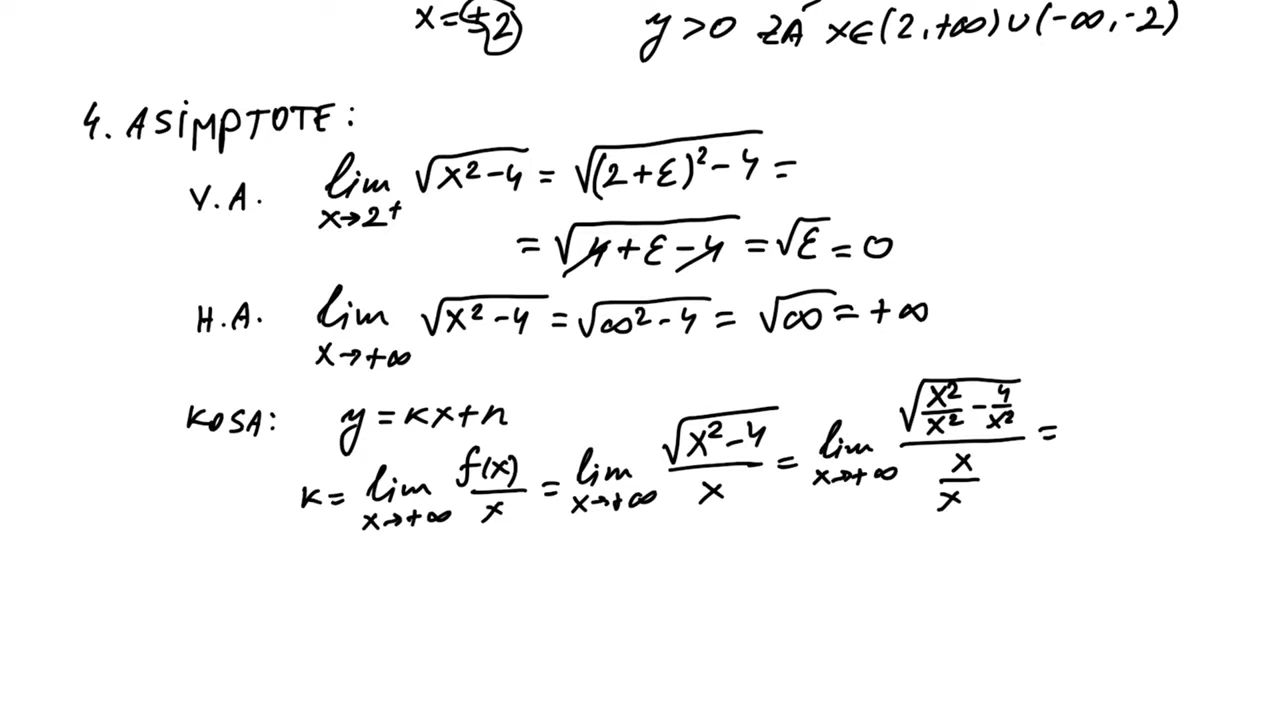 x=±2 y>0 ZA x∈(2,+∞)∪(-∞,-2)
4. ASIMPTOTE:
V.A. lim x→2⁺ √(x²-4) = √((2+ε)²-4) =
= √(4+ε-4) = √ε = 0
H.A. lim x→+∞ √(x²-4) = √(∞²-4) = √∞ = +∞
KOSA: y=kx+n
k= lim x→+∞ f(x)/x = lim x→+∞ √(x²-4)/x = lim x→+∞ √(x²/x² - 4/x²)/(x/x) =